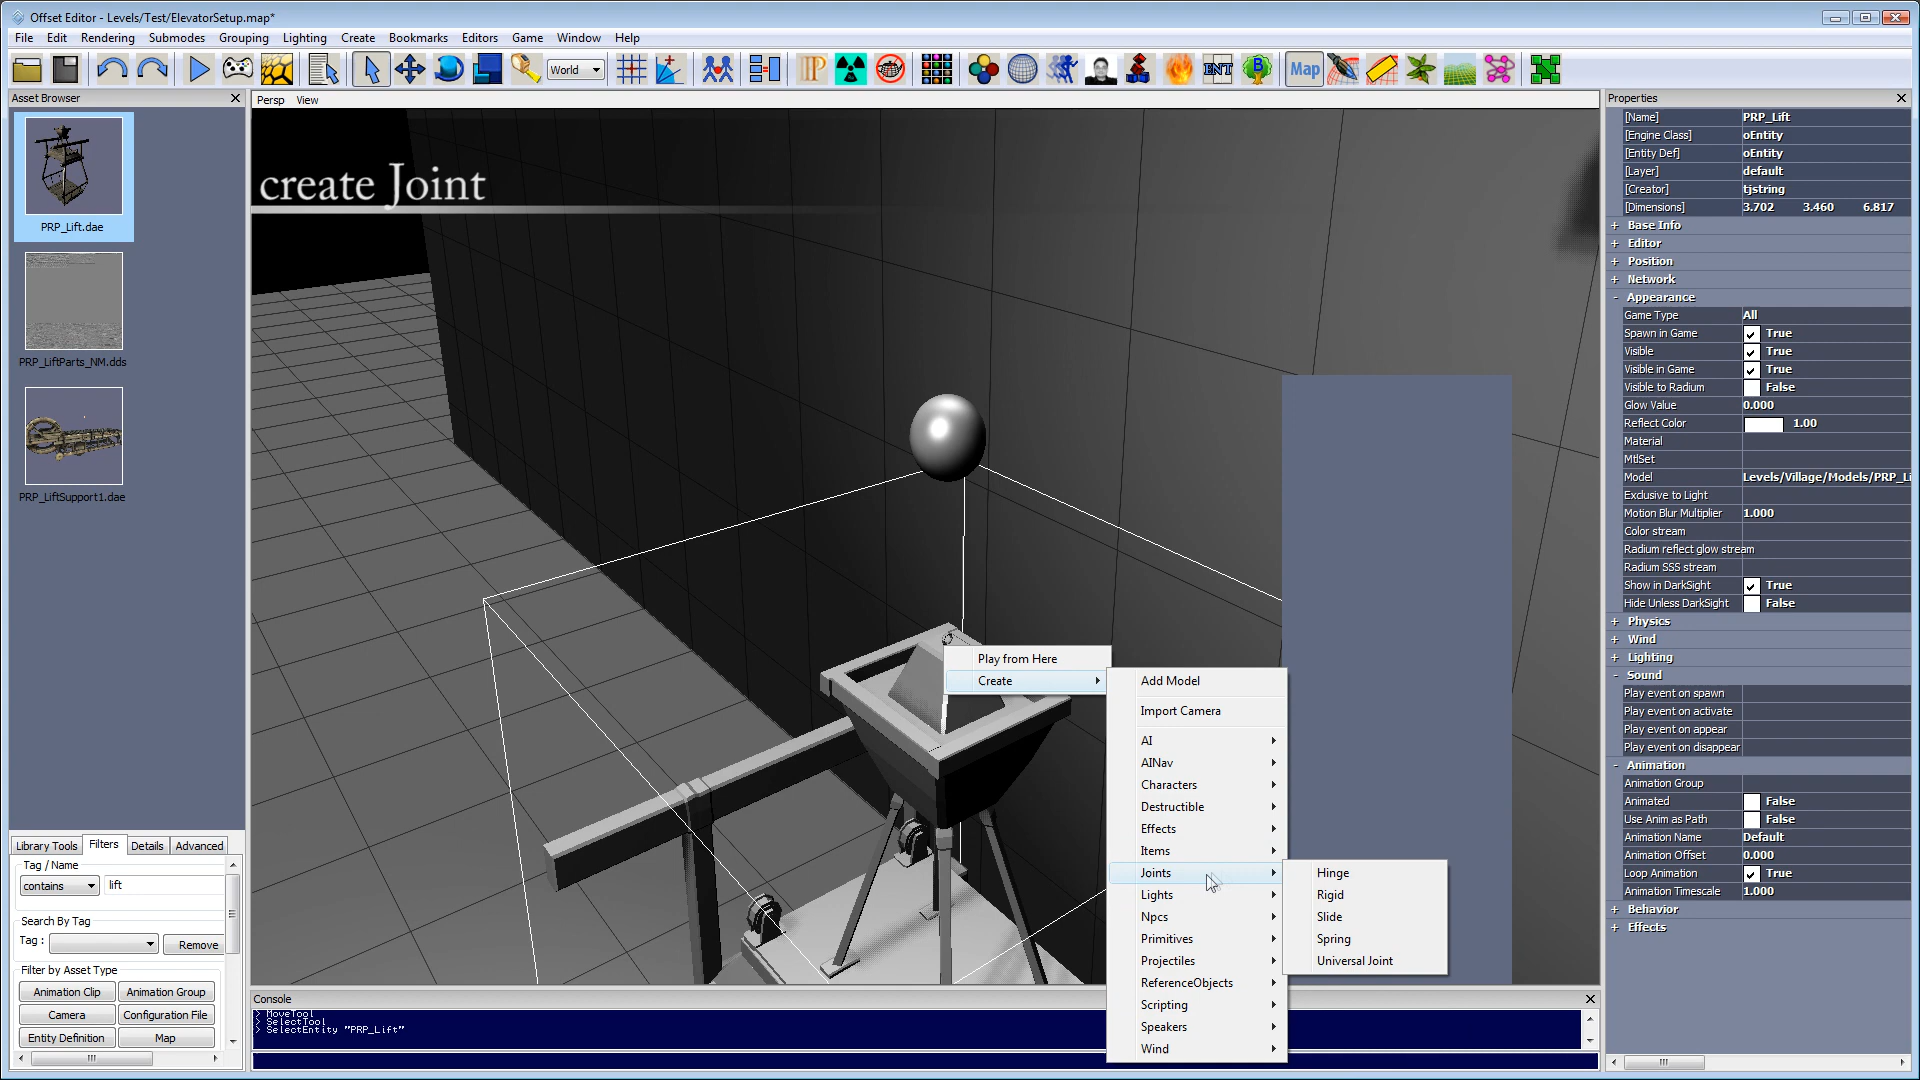 Offset Editor - Levels/Test/ElevatorSetup.map*
File Edit Rendering Submodes Grouping Lighting Create Bookmarks Editors Game Window Help
World
IP
ENT
B
Map
Asset Browser
PRP_Lift.dae
PRP_LiftParts_NM.dds
PRP_LiftSupport1.dae
Library Tools Filters Details Advanced
Tag / Name
contains lift
Search By Tag
Tag : Remove
Filter by Asset Type
Animation Clip Animation Group
Camera Configuration File
Entity Definition Map
Persp View
create Joint
Play from Here
Create
Add Model
Import Camera
AI
AINav
Characters
Destructible
Effects
Items
Joints
Lights
Npcs
Primitives
Projectiles
ReferenceObjects
Scripting
Speakers
Wind
Hinge
Rigid
Slide
Spring
Universal Joint
Console
> MoveTool
> SelectTool
> SelectEntity "PRP_Lift"
Properties
[Name] PRP_Lift
[Engine Class] oEntity
[Entity Def] oEntity
[Layer] default
[Creator] tjstring
[Dimensions] 3.702 3.460 6.817
+ Base Info
+ Editor
+ Position
+ Network
- Appearance
Game Type All
Spawn in Game True
Visible True
Visible in Game True
Visible to Radium False
Glow Value 0.000
Reflect Color 1.00
Material
MtlSet
Model Levels/Village/Models/PRP_Li
Exclusive to Light
Motion Blur Multiplier 1.000
Color stream
Radium reflect glow stream
Radium SSS stream
Show in DarkSight True
Hide Unless DarkSight False
+ Physics
+ Wind
+ Lighting
- Sound
Play event on spawn
Play event on activate
Play event on appear
Play event on disappear
- Animation
Animation Group
Animated False
Use Anim as Path False
Animation Name Default
Animation Offset 0.000
Loop Animation True
Animation Timescale 1.000
+ Behavior
+ Effects